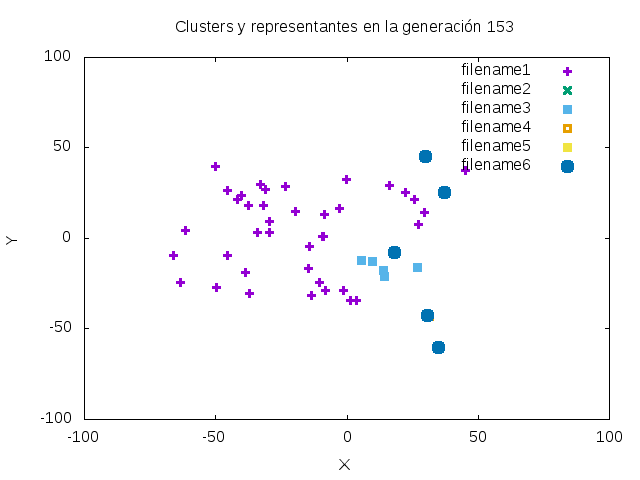 Clusters y representantes en la generación 153
100
50
0
-50
-100
-100
-50
0
50
100
Y
X
filename1
filename2
filename3
filename4
filename5
filename6